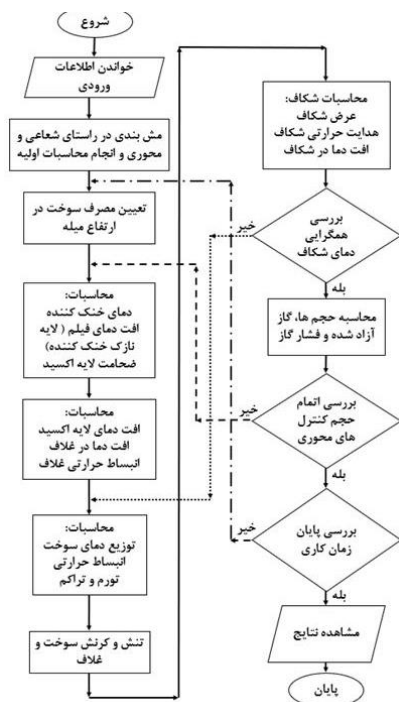 شروع
خواندن اطلاعات
ورودی
مش بندی در راستای شعاعی و
محوری و انجام محاسبات اولیه
تعیین مصرف سوخت در
ارتفاع میله
محاسبات:
دمای خنک کننده
افت دمای فیلم ( لایه
نازک خنک کننده)
ضخامت لایه اکسید
محاسبات:
افت دمای لایه اکسید
افت دما در غلاف
انبساط حرارتی غلاف
محاسبات:
توزیع دمای سوخت
انبساط حرارتی
تورم و تراکم
تنش و کرنش سوخت و
غلاف
محاسبات شکاف:
عرض شکاف
هدایت حرارتی شکاف
افت دما در شکاف
بررسی
همگرایی
دمای شکاف
خیر
بله
محاسبه حجم ها، گاز
آزاد شده و فشار گاز
بررسی اتمام
حجم کنترل
های محوری
خیر
بله
بررسی پایان
زمان کاری
خیر
بله
مشاهده نتایج
پایان